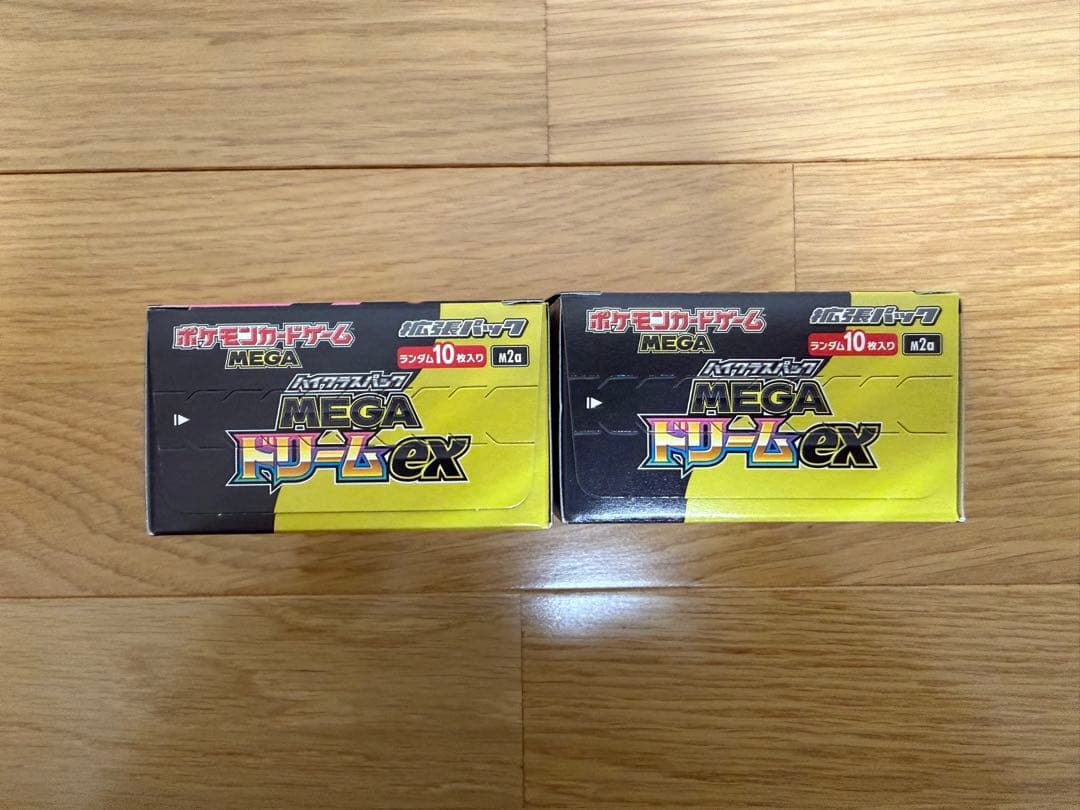 ポケモンカードゲーム
MEGA
拡張パック
ランダム10枚入り
M2a
ハイクラスパック
MEGA
ドリームex
ポケモンカードゲーム
MEGA
拡張パック
ランダム10枚入り
M2a
ハイクラスパック
MEGA
ドリームex